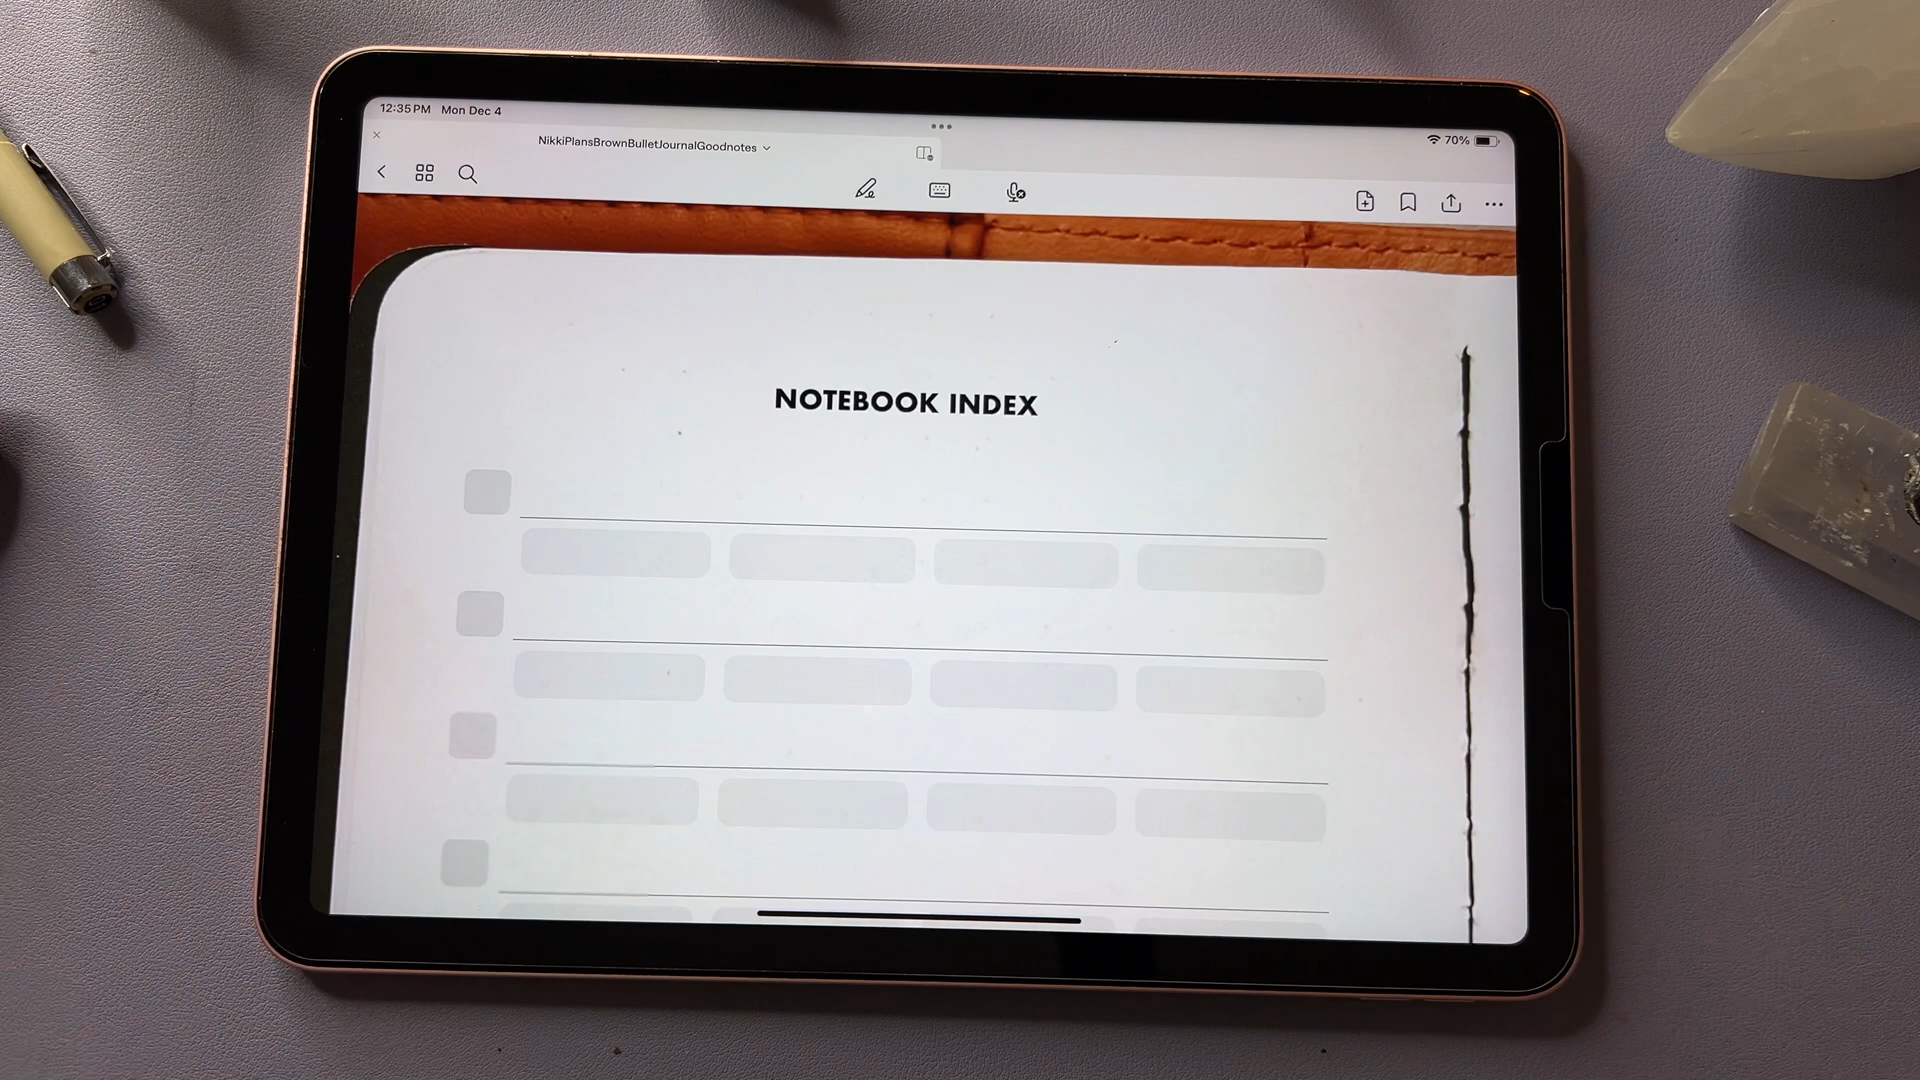 12:35 PM Mon Dec 4
70%
NikkiPlansBrownBulletJournalGoodnotes
NOTEBOOK INDEX